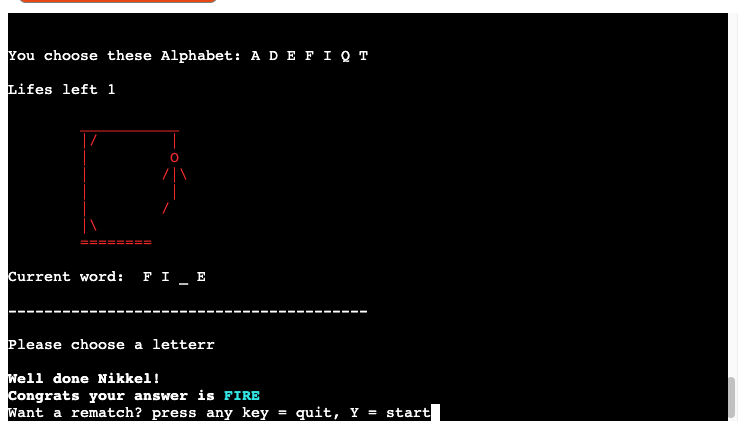 You choose these Alphabet: A D E F I Q T
Lifes left 1
Current word:  F I _ E
----------------------------------------
Please choose a letterr
Well done Nikkel!
Congrats your answer is FIRE
Want a rematch? press any key = quit, Y = start